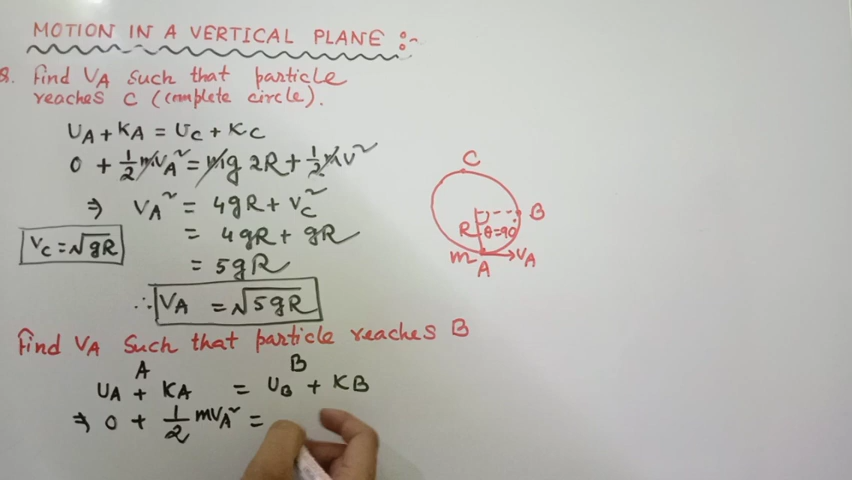 MOTION IN A VERTICAL PLANE :-
Q. Find VA Such that particle
reaches C (complete circle).
UA + KA = UC + KC
0 + 1/2 mVA² = mg 2R + 1/2 mV²
⇒ VA² = 4gR + VC²
= 4gR + gR
VC = √gR
= 5gR
∴ VA = √5gR
Find VA Such that particle reaches B
A B
UA + KA = UB + KB
⇒ 0 + 1/2 mVA² =
C
B
R θ=90°
m A VA